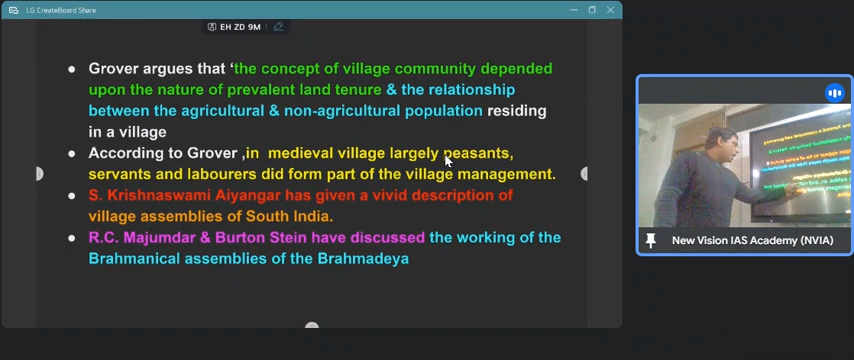 LG CreateBoard Share
EH ZD 9M
• Grover argues that ‘the concept of village community depended
upon the nature of prevalent land tenure & the relationship
between the agricultural & non-agricultural population residing
in a village
• According to Grover ,in medieval village largely peasants,
servants and labourers did form part of the village management.
• S. Krishnaswami Aiyangar has given a vivid description of
village assemblies of South India.
• R.C. Majumdar & Burton Stein have discussed the working of the
Brahmanical assemblies of the Brahmadeya
New Vision IAS Academy (NVIA)